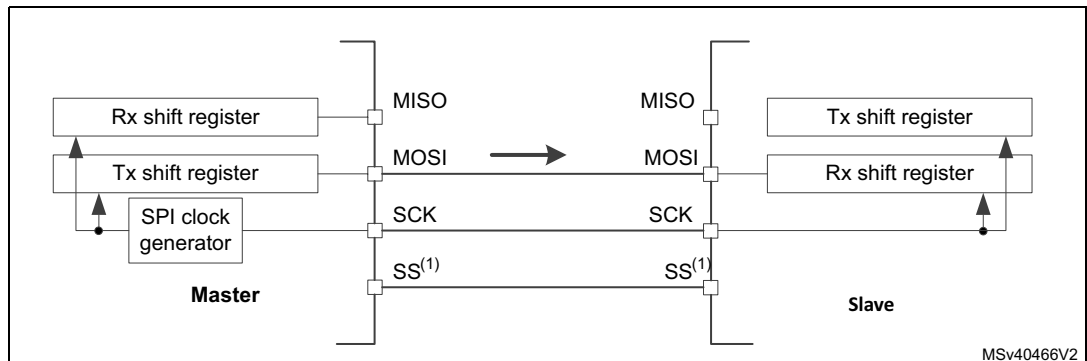 MISO MISO
Rx shift register Tx shift register
MOSI MOSI
Tx shift register Rx shift register
SCK SCK
SPI clock
generator
SS(1) SS(1)
Master Slave
MSv40466V2